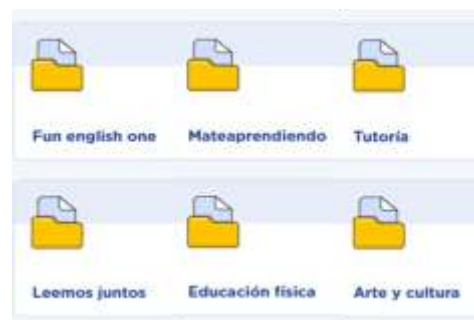 Fun english one
Mateaprendiendo
Tutoría
Leemos juntos
Educación física
Arte y cultura